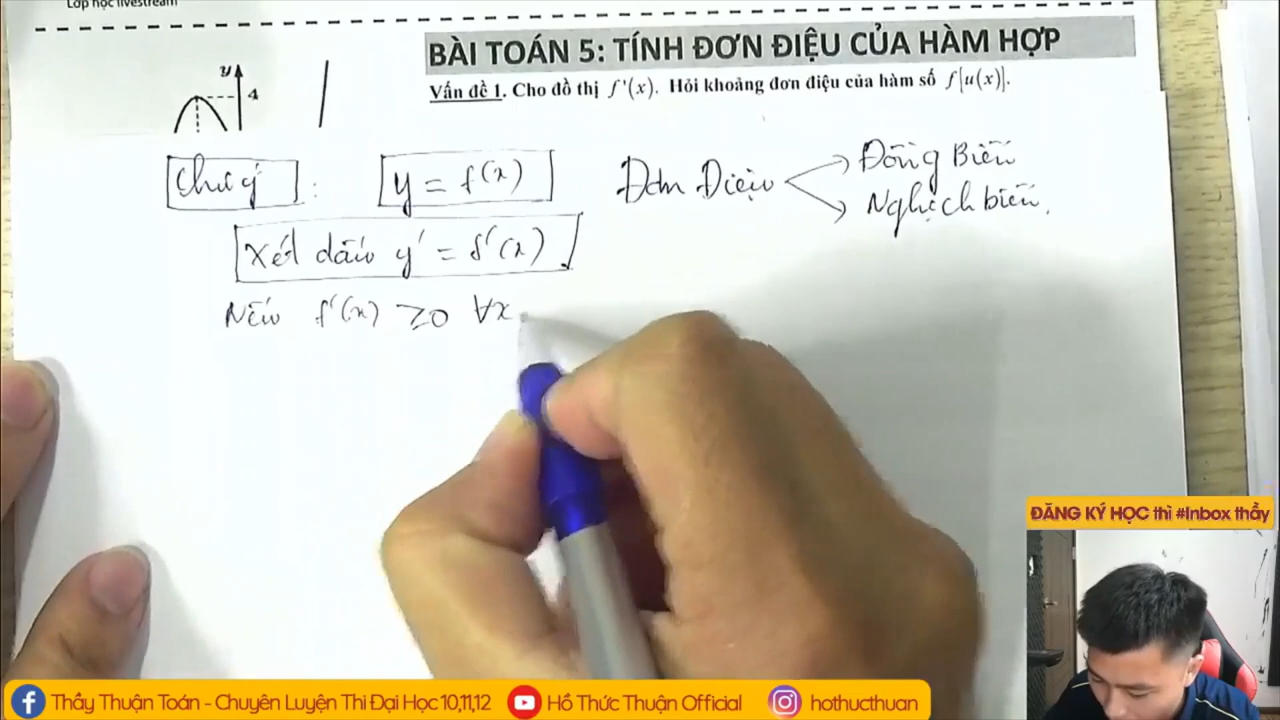 Lớp học livestream
BÀI TOÁN 5: TÍNH ĐƠN ĐIỆU CỦA HÀM HỢP
Vấn đề 1. Cho đồ thị f'(x). Hỏi khoảng đơn điệu của hàm số f[u(x)].
y
4
Chú ý : y = f(x) Đơn Điệu Đồng Biến
Nghịch biến.
Xét dấu y' = f'(x)
Nếu f'(x) ≥0 ∀x
ĐĂNG KÝ HỌC thì #Inbox thầy
Thầy Thuận Toán - Chuyên Luyện Thi Đại Học 10,11,12 Hồ Thức Thuận Official hothucthuan